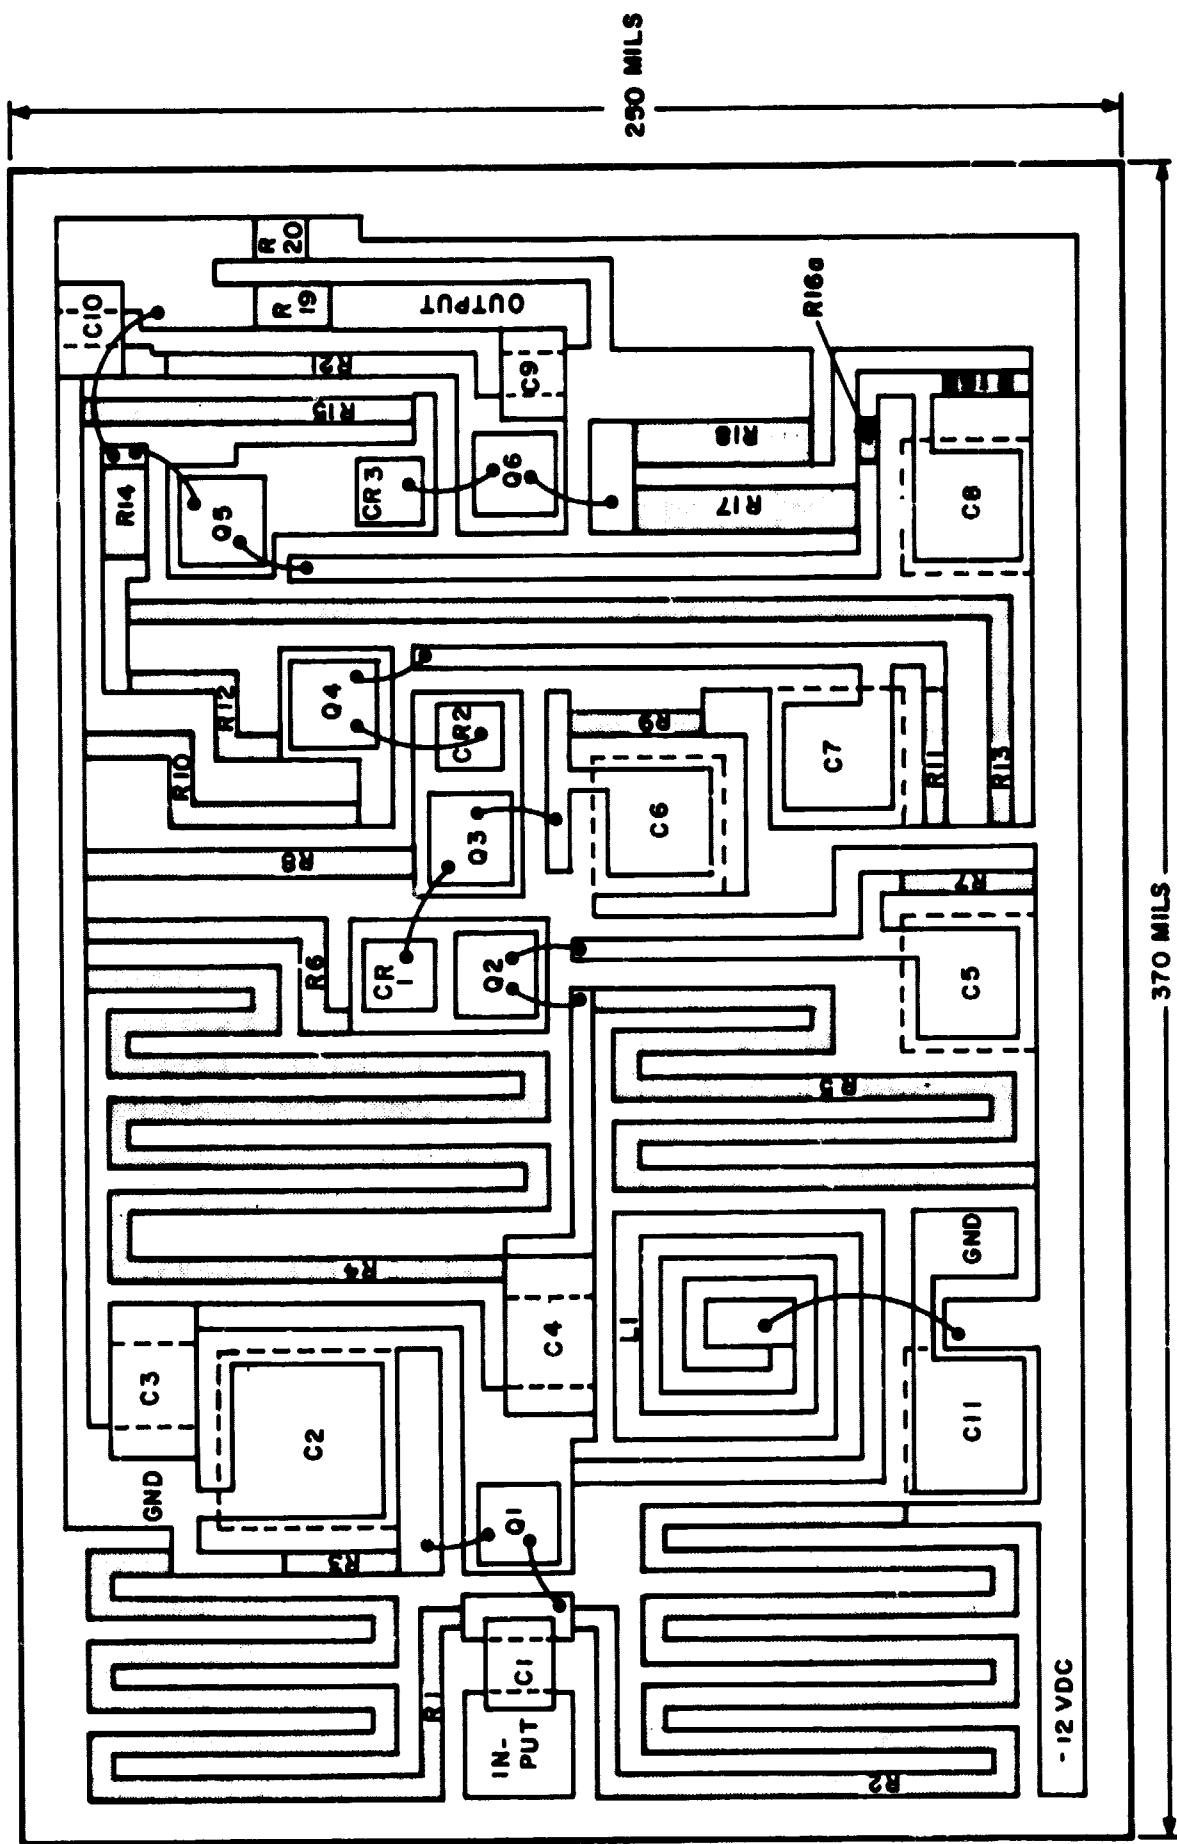 C10
R14
C3
GND
R10
R12
Q5
R
20
R
19
C2
R6
R8
R15
R2
R3
R4
Q4
CR3
CR
1
R1
CR2
Q3
Q2
OUTPUT
IN-
PUT
C1
Q1
Q6
C9
C4
L1
250 MILS
C6
R9
R17
R18
R16a
C7
R5
R2
R11
C11
GND
C5
R7
C8
R13
-12 VDC
370 MILS